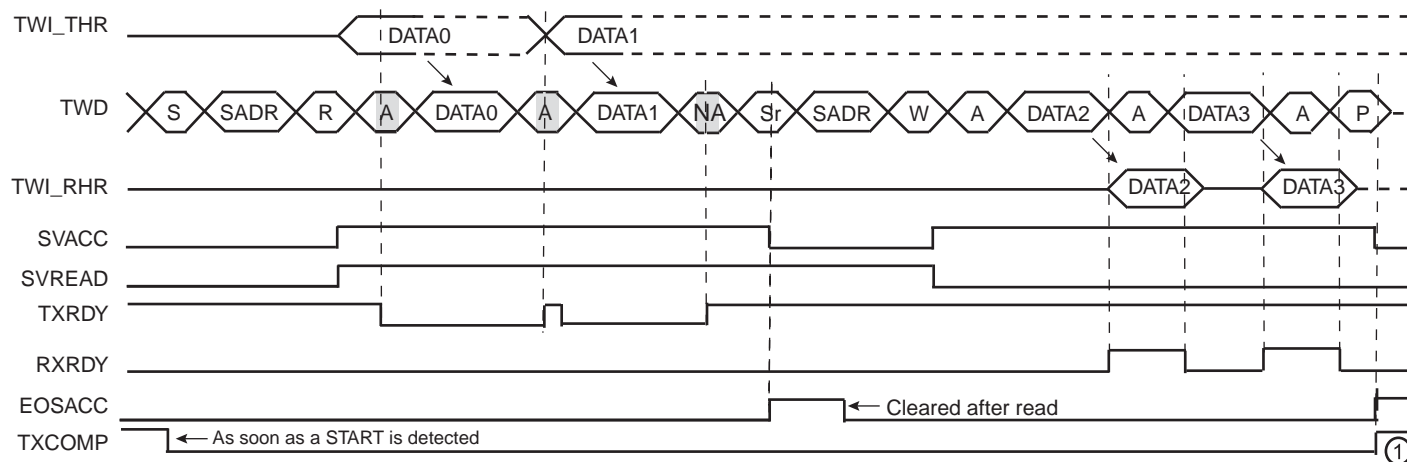 TWI_THR DATA0 DATA1
TWD S SADR R A DATA0 A DATA1 NA Sr SADR W A DATA2 A DATA3 A P
TWI_RHR DATA2 DATA3
SVACC
SVREAD
TXRDY
RXRDY
EOSACC Cleared after read
TXCOMP As soon as a START is detected 1